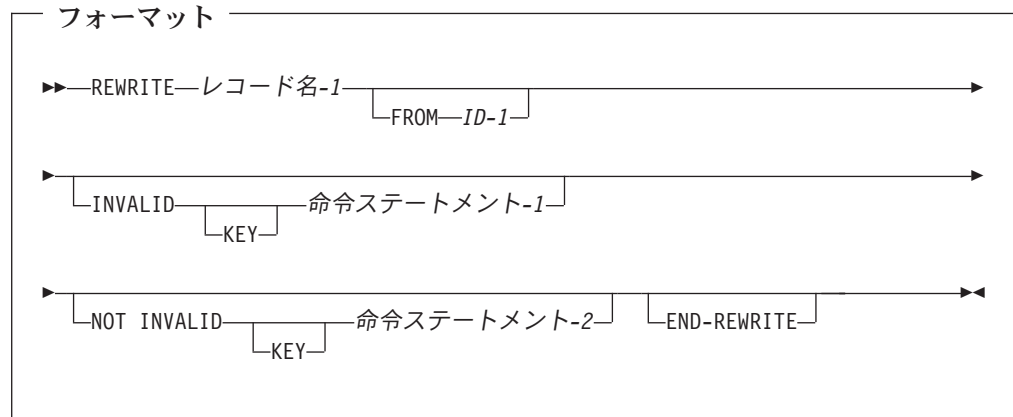 フォーマット
REWRITE レコード名-1
FROM ID-1
INVALID 命令ステートメント-1
KEY
NOT INVALID 命令ステートメント-2 END-REWRITE
KEY